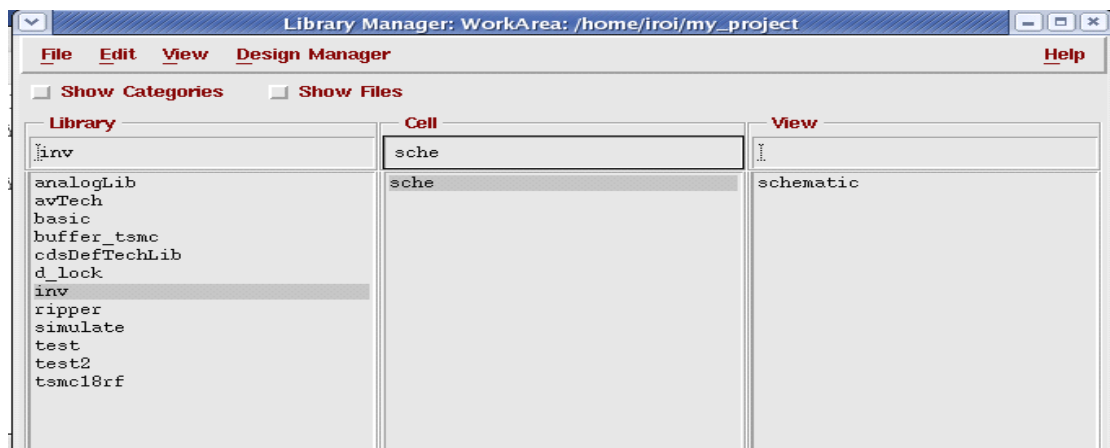 Library Manager: WorkArea: /home/iroi/my_project
File Edit View Design Manager Help
Show Categories Show Files
Library Cell View
inv sche
analogLib sche schematic
avTech
basic
buffer_tsmc
cdsDefTechLib
d_lock
inv
ripper
simulate
test
test2
tsmc18rf